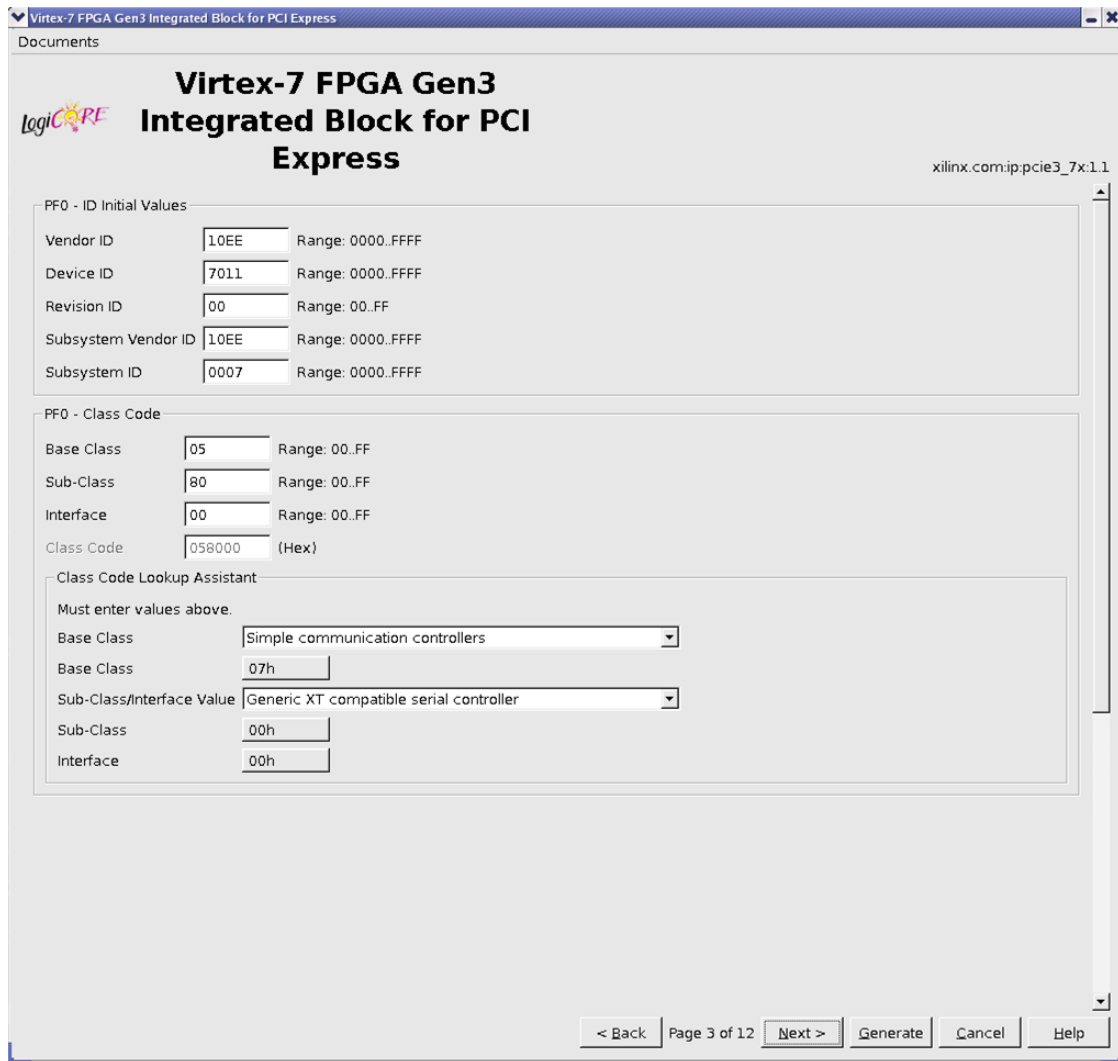 Virtex-7 FPGA Gen3 Integrated Block for PCI Express
Documents
LogiCORE
Virtex-7 FPGA Gen3
Integrated Block for PCI
Express
xilinx.com:ip:pcie3_7x:1.1
PF0 - ID Initial Values
Vendor ID 10EE Range: 0000..FFFF
Device ID 7011 Range: 0000..FFFF
Revision ID 00 Range: 00..FF
Subsystem Vendor ID 10EE Range: 0000..FFFF
Subsystem ID 0007 Range: 0000..FFFF
PF0 - Class Code
Base Class 05 Range: 00..FF
Sub-Class 80 Range: 00..FF
Interface 00 Range: 00..FF
Class Code 058000 (Hex)
Class Code Lookup Assistant
Must enter values above.
Base Class Simple communication controllers
Base Class 07h
Sub-Class/Interface Value Generic XT compatible serial controller
Sub-Class 00h
Interface 00h
< Back Page 3 of 12 Next > Generate Cancel Help